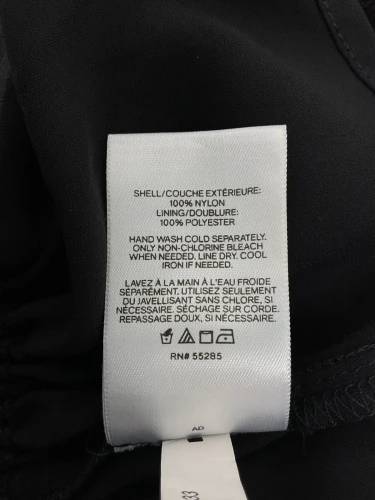 SHELL/COUCHE EXTÉRIEURE:
100% NYLON
LINING/DOUBLURE:
100% POLYESTER
HAND WASH COLD SEPARATELY.
ONLY NON-CHLORINE BLEACH
WHEN NEEDED. LINE DRY. COOL
IRON IF NEEDED.
LAVEZ À LA MAIN À L'EAU FROIDE
SÉPARÉMENT. UTILISEZ SEULEMENT
DU JAVELLISANT SANS CHLORE, SI
NÉCESSAIRE. SÉCHAGE SUR CORDE.
REPASSAGE DOUX, SI NÉCESSAIRE.
RN# 55285
AD
33